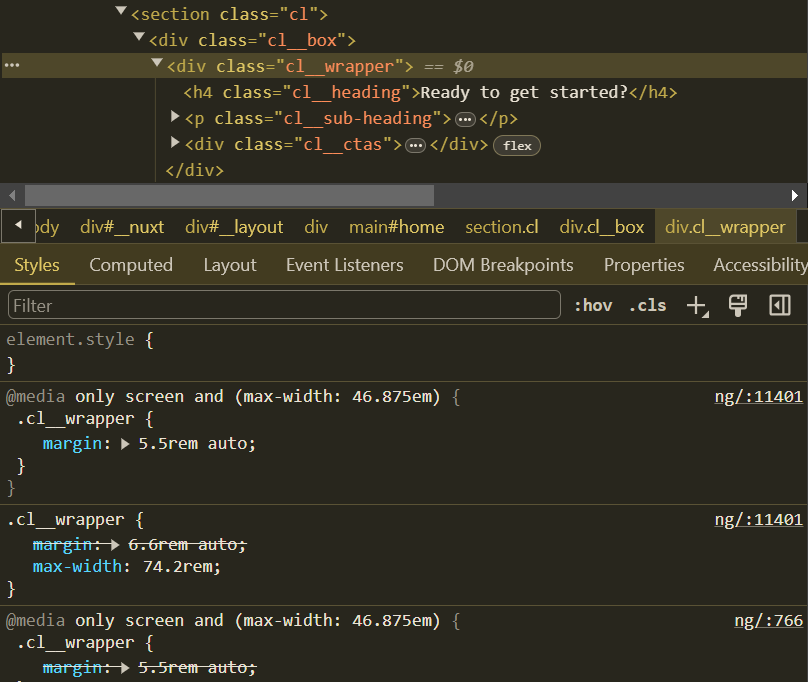 <section class="cl">
<div class="cl__box">
<div class="cl__wrapper"> == $0
<h4 class="cl__heading">Ready to get started?</h4>
<p class="cl__sub-heading">…</p>
<div class="cl__ctas">…</div> flex
</div>
ody div#__nuxt div#__layout div main#home section.cl div.cl__box div.cl__wrapper
Styles Computed Layout Event Listeners DOM Breakpoints Properties Accessibility
Filter :hov .cls
element.style {
}
@media only screen and (max-width: 46.875em) { ng/:11401
.cl__wrapper {
margin: 5.5rem auto;
}
}
.cl__wrapper { ng/:11401
margin: 6.6rem auto;
max-width: 74.2rem;
}
@media only screen and (max-width: 46.875em) { ng/:766
.cl__wrapper {
margin: 5.5rem auto;